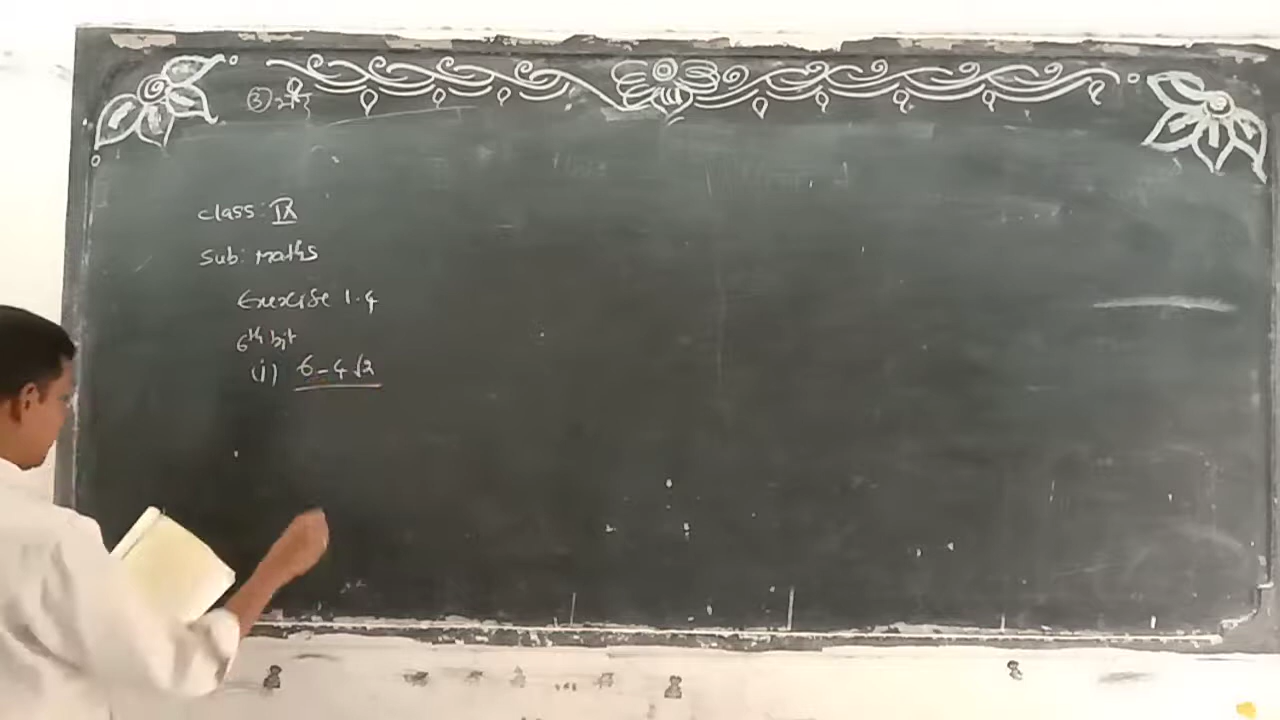 class: IX
Sub: Maths
Exercise 1.4
6th bit
(i) 6-4√2